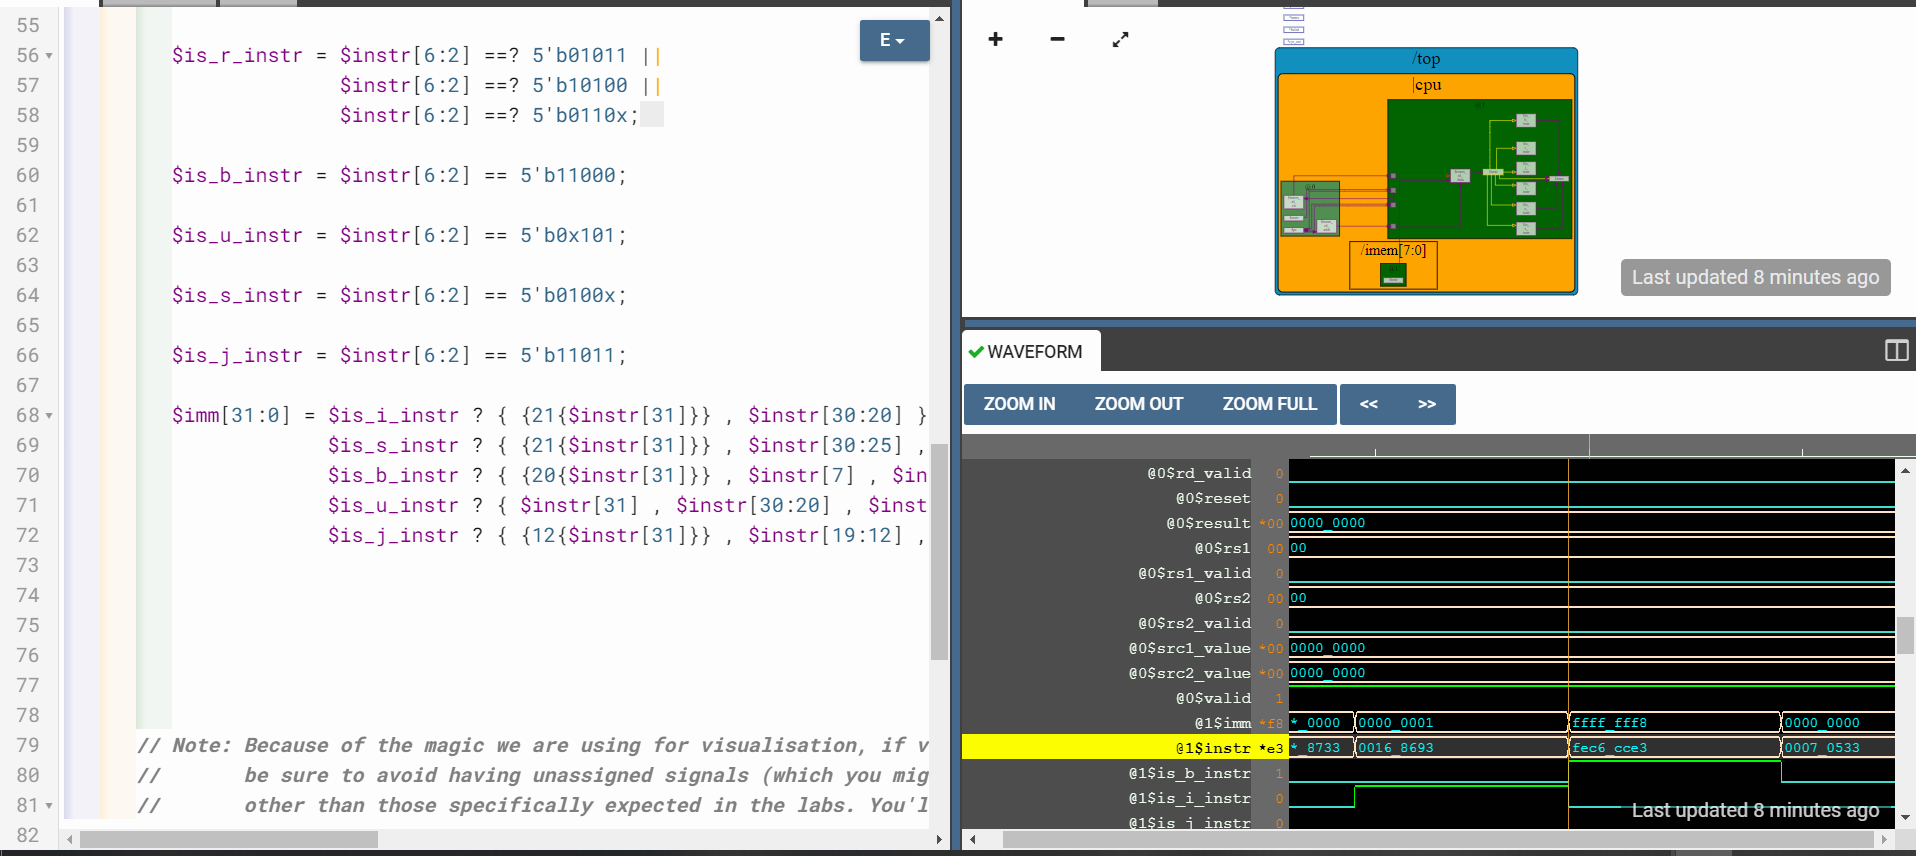 55
56 $is_r_instr = $instr[6:2] ==? 5'b01011 ||
57 $instr[6:2] ==? 5'b10100 ||
58 $instr[6:2] ==? 5'b0110x;
59
60 $is_b_instr = $instr[6:2] == 5'b11000;
61
62 $is_u_instr = $instr[6:2] == 5'b0x101;
63
64 $is_s_instr = $instr[6:2] == 5'b0100x;
65
66 $is_j_instr = $instr[6:2] == 5'b11011;
67
68 $imm[31:0] = $is_i_instr ? { {21{$instr[31]}} , $instr[30:20] }
69 $is_s_instr ? { {21{$instr[31]}} , $instr[30:25] ,
70 $is_b_instr ? { {20{$instr[31]}} , $instr[7] , $in
71 $is_u_instr ? { $instr[31] , $instr[30:20] , $inst
72 $is_j_instr ? { {12{$instr[31]}} , $instr[19:12] ,
73
74
75
76
77
78
79 // Note: Because of the magic we are using for visualisation, if v
80 // be sure to avoid having unassigned signals (which you mig
81 // other than those specifically expected in the labs. You'l
82
E
/top
|cpu
/imem[7:0]
Last updated 8 minutes ago
WAVEFORM
ZOOM IN ZOOM OUT ZOOM FULL << >>
@0$rd_valid 0
@0$reset 0
@0$result *00 0000_0000
@0$rs1 00 00
@0$rs1_valid 0
@0$rs2 00 00
@0$rs2_valid 0
@0$src1_value *00 0000_0000
@0$src2_value *00 0000_0000
@0$valid 1
@1$imm *f8 *_0000 0000_0001 ffff_fff8 0000_0000
@1$instr *e3 *_8733 0016_8693 fec6_cce3 0007_0533
@1$is_b_instr 1
@1$is_i_instr 0
@1$is_j_instr 0
Last updated 8 minutes ago